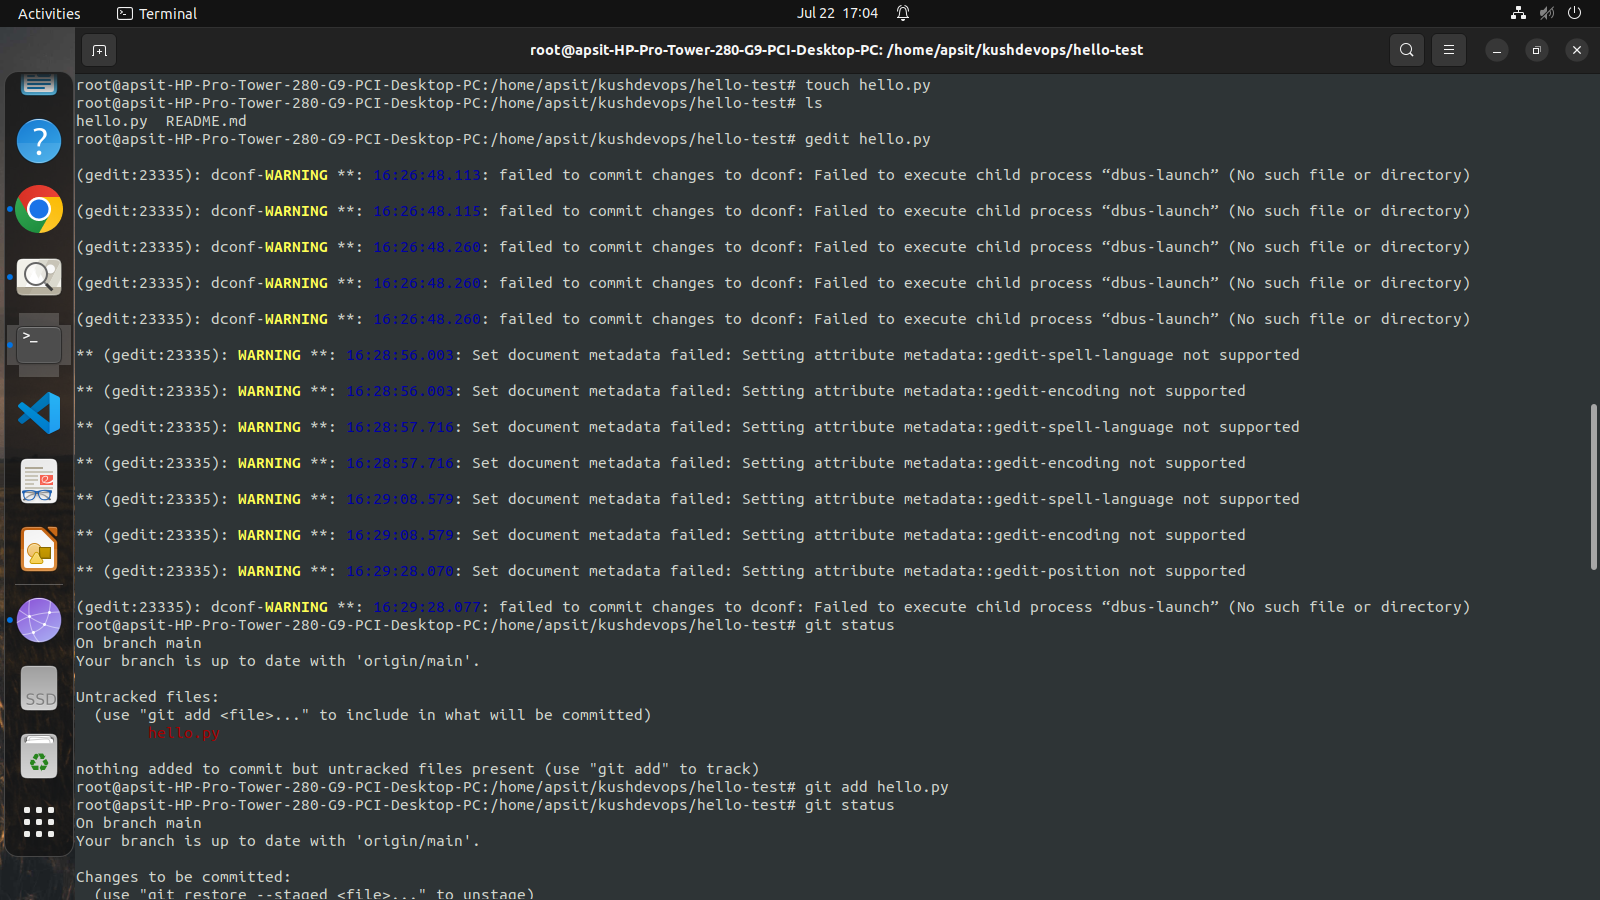 Activities
Terminal
Jul 22 17:04
root@apsit-HP-Pro-Tower-280-G9-PCI-Desktop-PC: /home/apsit/kushdevops/hello-test
root@apsit-HP-Pro-Tower-280-G9-PCI-Desktop-PC:/home/apsit/kushdevops/hello-test# touch hello.py
root@apsit-HP-Pro-Tower-280-G9-PCI-Desktop-PC:/home/apsit/kushdevops/hello-test# ls
hello.py  README.md
root@apsit-HP-Pro-Tower-280-G9-PCI-Desktop-PC:/home/apsit/kushdevops/hello-test# gedit hello.py
(gedit:23335): dconf-WARNING **: 16:26:48.113: failed to commit changes to dconf: Failed to execute child process “dbus-launch” (No such file or directory)
(gedit:23335): dconf-WARNING **: 16:26:48.115: failed to commit changes to dconf: Failed to execute child process “dbus-launch” (No such file or directory)
(gedit:23335): dconf-WARNING **: 16:26:48.260: failed to commit changes to dconf: Failed to execute child process “dbus-launch” (No such file or directory)
(gedit:23335): dconf-WARNING **: 16:26:48.260: failed to commit changes to dconf: Failed to execute child process “dbus-launch” (No such file or directory)
(gedit:23335): dconf-WARNING **: 16:26:48.260: failed to commit changes to dconf: Failed to execute child process “dbus-launch” (No such file or directory)
** (gedit:23335): WARNING **: 16:28:56.003: Set document metadata failed: Setting attribute metadata::gedit-spell-language not supported
** (gedit:23335): WARNING **: 16:28:56.003: Set document metadata failed: Setting attribute metadata::gedit-encoding not supported
** (gedit:23335): WARNING **: 16:28:57.716: Set document metadata failed: Setting attribute metadata::gedit-spell-language not supported
** (gedit:23335): WARNING **: 16:28:57.716: Set document metadata failed: Setting attribute metadata::gedit-encoding not supported
** (gedit:23335): WARNING **: 16:29:08.579: Set document metadata failed: Setting attribute metadata::gedit-spell-language not supported
** (gedit:23335): WARNING **: 16:29:08.579: Set document metadata failed: Setting attribute metadata::gedit-encoding not supported
** (gedit:23335): WARNING **: 16:29:28.070: Set document metadata failed: Setting attribute metadata::gedit-position not supported
(gedit:23335): dconf-WARNING **: 16:29:28.077: failed to commit changes to dconf: Failed to execute child process “dbus-launch” (No such file or directory)
root@apsit-HP-Pro-Tower-280-G9-PCI-Desktop-PC:/home/apsit/kushdevops/hello-test# git status
On branch main
Your branch is up to date with 'origin/main'.
Untracked files:
  (use "git add <file>..." to include in what will be committed)
        hello.py
nothing added to commit but untracked files present (use "git add" to track)
root@apsit-HP-Pro-Tower-280-G9-PCI-Desktop-PC:/home/apsit/kushdevops/hello-test# git add hello.py
root@apsit-HP-Pro-Tower-280-G9-PCI-Desktop-PC:/home/apsit/kushdevops/hello-test# git status
On branch main
Your branch is up to date with 'origin/main'.
Changes to be committed:
  (use "git restore --staged <file>..." to unstage)
SSD